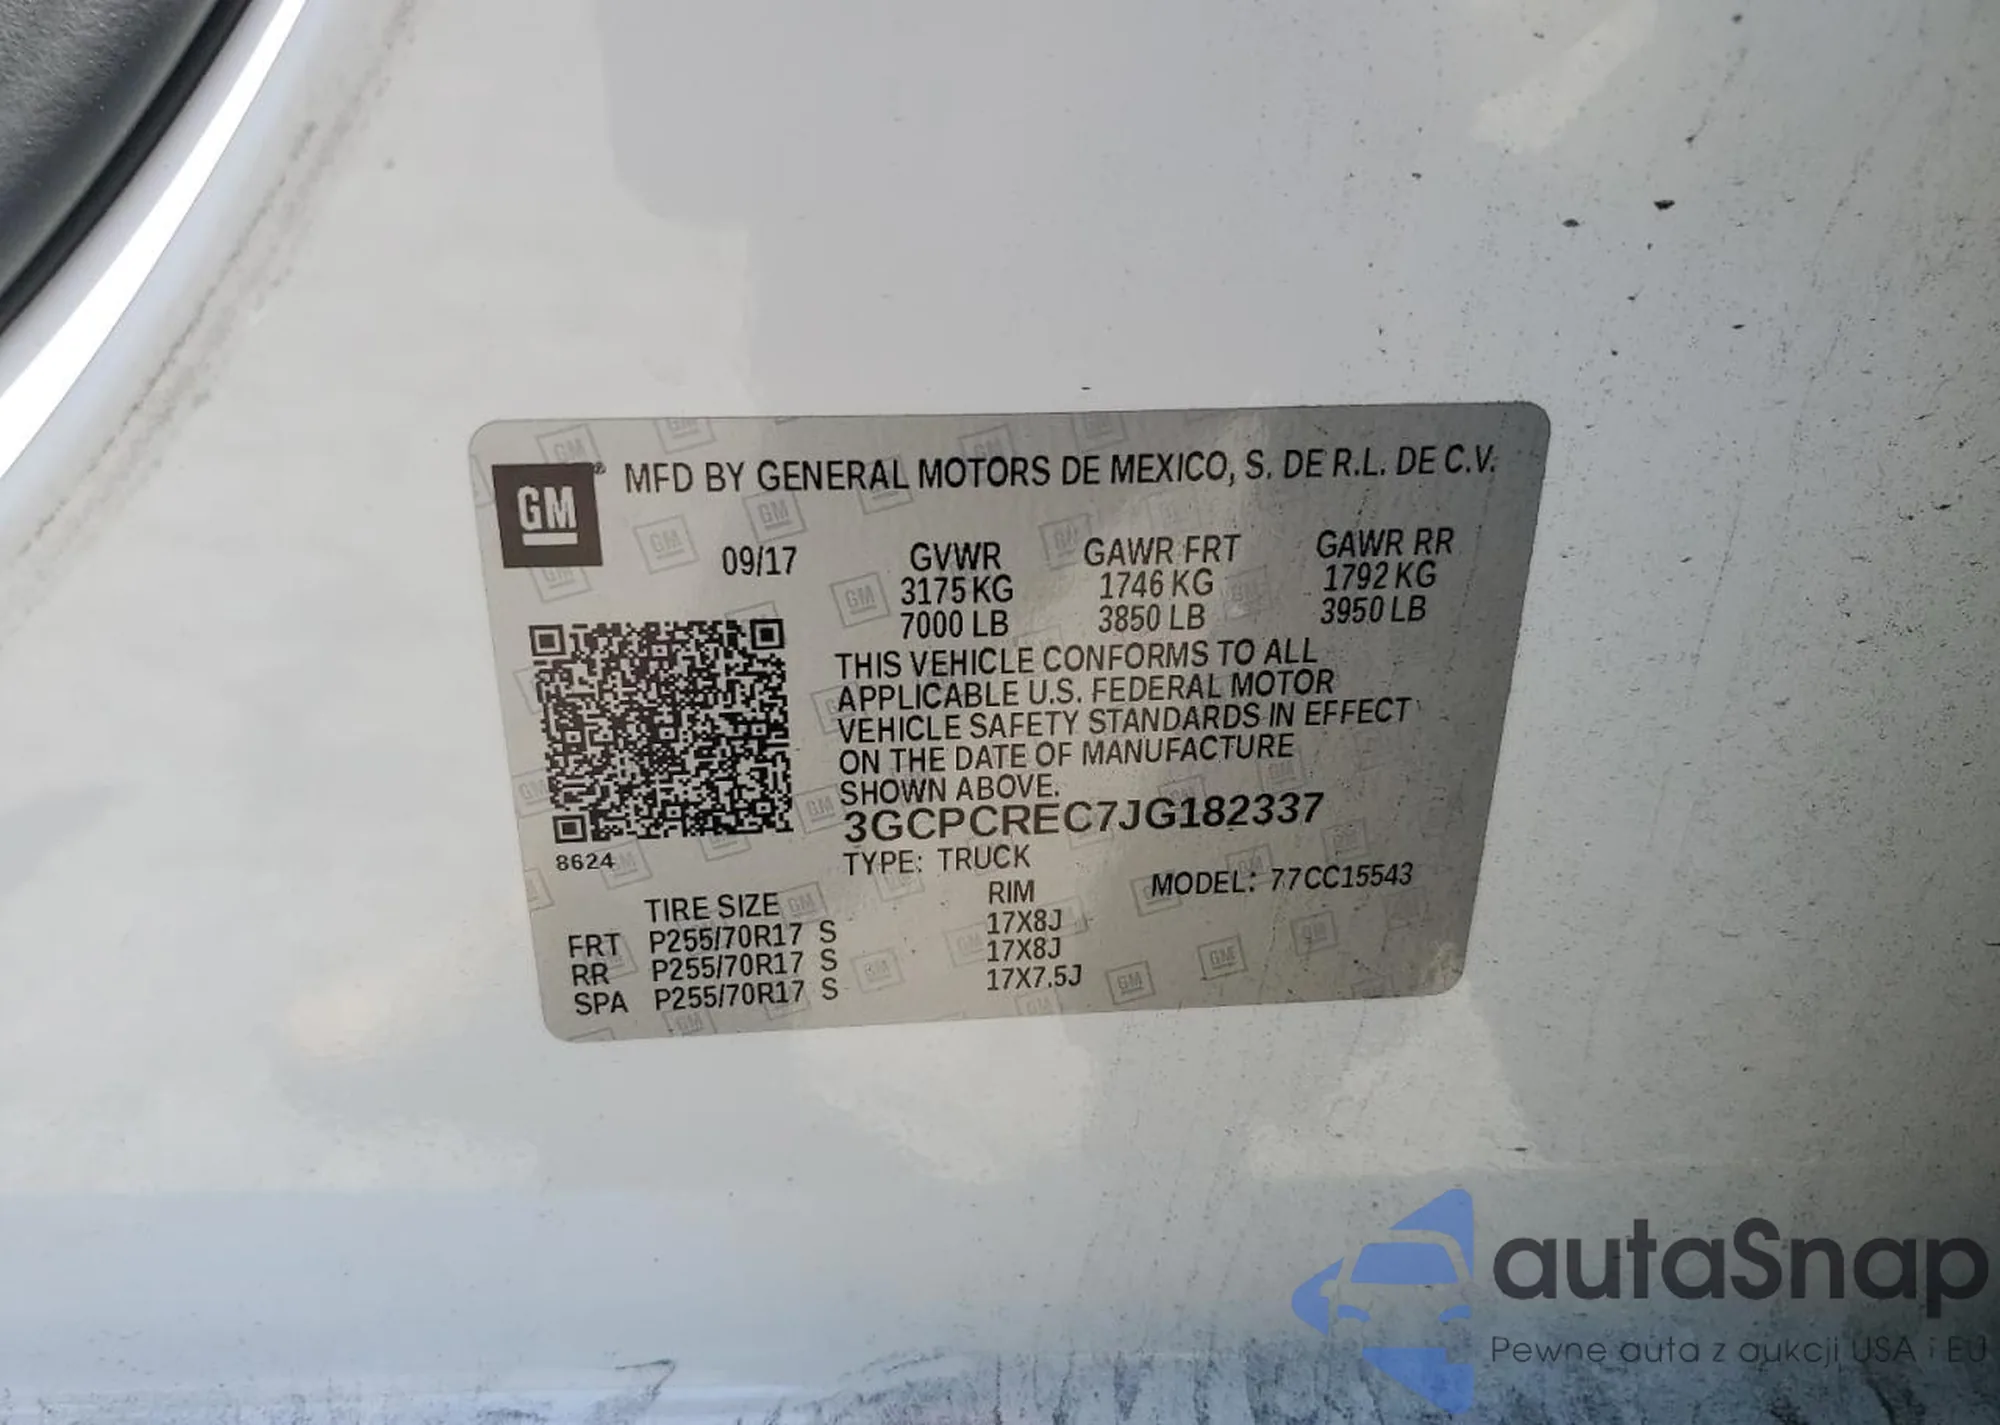 GM
MFD BY GENERAL MOTORS DE MEXICO, S. DE R.L. DE C.V.
09/17
GVWR GAWR FRT GAWR RR
3175 KG 1746 KG 1792 KG
7000 LB 3850 LB 3950 LB
THIS VEHICLE CONFORMS TO ALL
APPLICABLE U.S. FEDERAL MOTOR
VEHICLE SAFETY STANDARDS IN EFFECT
ON THE DATE OF MANUFACTURE
SHOWN ABOVE.
3GCPCREC7JG182337
8624
TYPE: TRUCK
MODEL: 77CC15543
TIRE SIZE RIM
FRT P255/70R17 S 17X8J
RR P255/70R17 S 17X8J
SPA P255/70R17 S 17X7.5J
autaSnap
Pewne auta z aukcji USA i EU